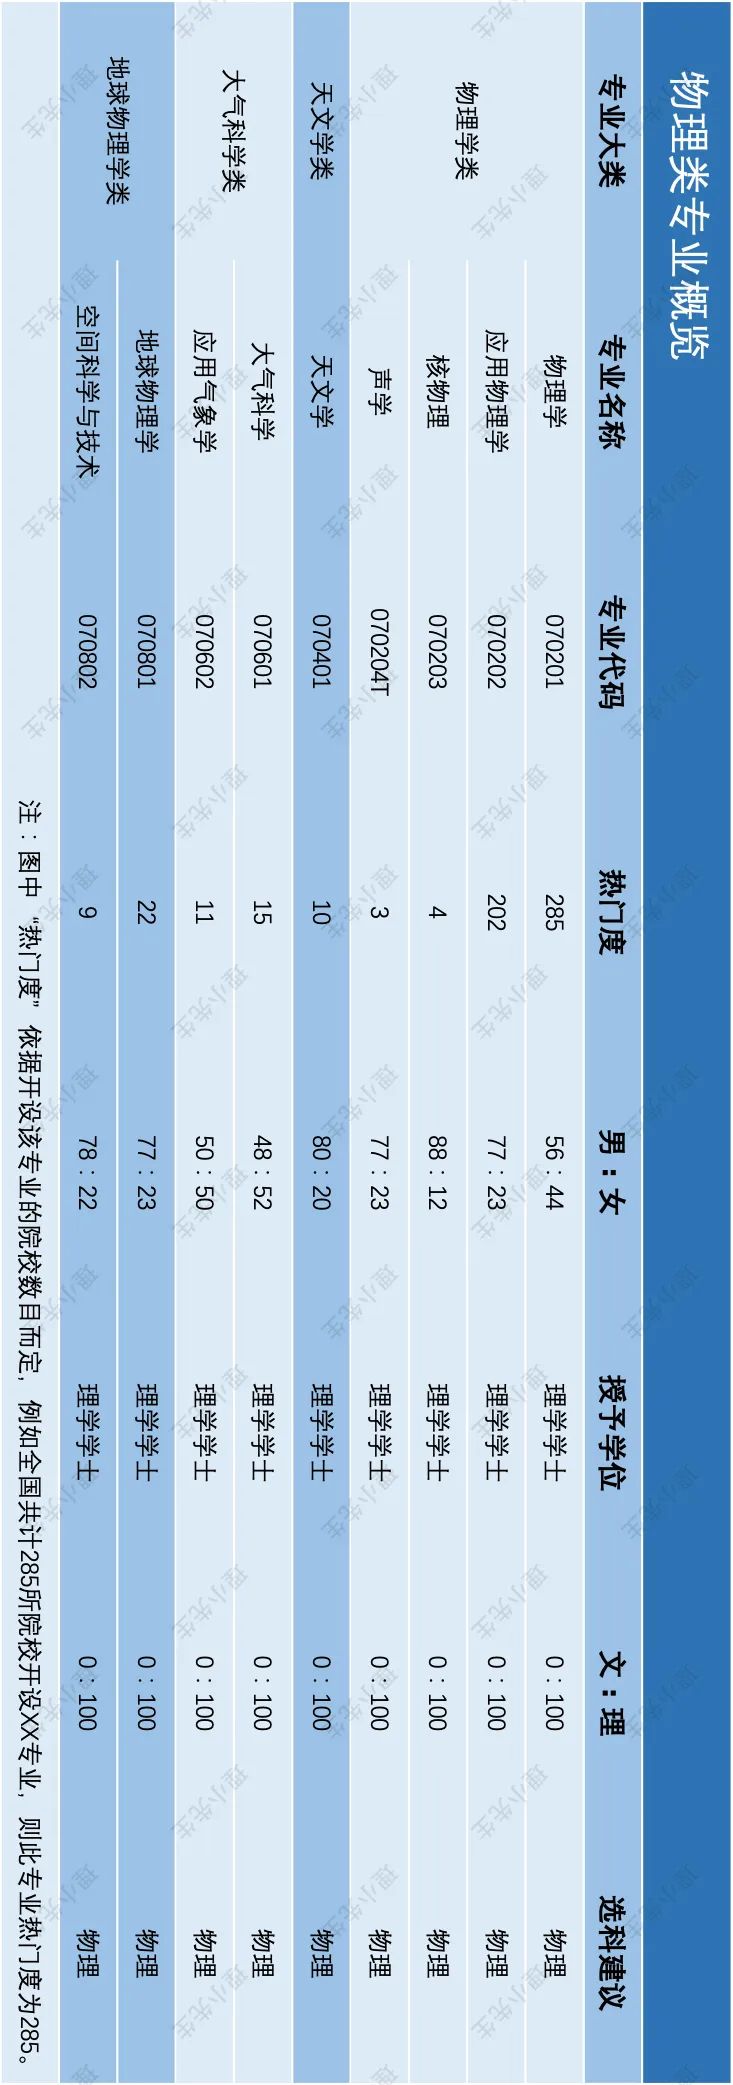 物理类专业概览
专业大类 专业名称 专业代码 热门度 男：女 授予学位 文：理 选科建议
物理学类 物理学 070201 285 56：44 理学学士 0：100 物理
应用物理学 070202 202 77：23 理学学士 0：100 物理
核物理 070203 4 88：12 理学学士 0：100 物理
声学 070204T 3 77：23 理学学士 0：100 物理
天文学类 天文学 070401 10 80：20 理学学士 0：100 物理
大气科学类 大气科学 070601 15 48：52 理学学士 0：100 物理
应用气象学 070602 11 50：50 理学学士 0：100 物理
地球物理学类 地球物理学 070801 22 77：23 理学学士 0：100 物理
空间科学与技术 070802 9 78：22 理学学士 0：100 物理
注：图中“热门度”依据开设该专业的院校数目而定，例如全国共计285所院校开设XX专业，则此专业热门度为285。
理小先生